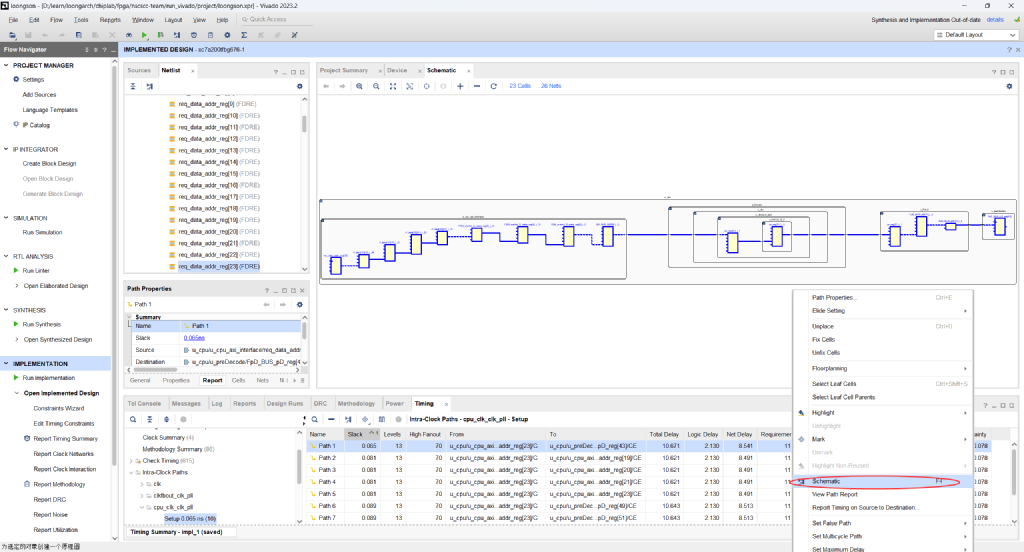 loongson - [D:/learn/loongarch/chiplab/fpga/nscscc-team/run_vivado/project/loongson.xpr] - Vivado 2023.2
File Edit Flow Tools Reports Window Layout View Help Quick Access
Synthesis and Implementation Out-of-date details
Default Layout
Flow Navigator
PROJECT MANAGER
Settings
Add Sources
Language Templates
IP Catalog
IP INTEGRATOR
Create Block Design
Open Block Design
Generate Block Design
SIMULATION
Run Simulation
RTL ANALYSIS
Run Linter
Open Elaborated Design
SYNTHESIS
Run Synthesis
Open Synthesized Design
IMPLEMENTATION
Run Implementation
Open Implemented Design
Constraints Wizard
Edit Timing Constraints
Report Timing Summary
Report Clock Networks
Report Clock Interaction
Report Methodology
Report DRC
Report Noise
Report Utilization
IMPLEMENTED DESIGN - xc7a200tfbg676-1
Sources Netlist
req_data_addr_reg[9] (FDRE)
req_data_addr_reg[10] (FDRE)
req_data_addr_reg[11] (FDRE)
req_data_addr_reg[12] (FDRE)
req_data_addr_reg[13] (FDRE)
req_data_addr_reg[14] (FDRE)
req_data_addr_reg[15] (FDRE)
req_data_addr_reg[16] (FDRE)
req_data_addr_reg[17] (FDRE)
req_data_addr_reg[18] (FDRE)
req_data_addr_reg[19] (FDRE)
req_data_addr_reg[20] (FDRE)
req_data_addr_reg[21] (FDRE)
req_data_addr_reg[22] (FDRE)
req_data_addr_reg[23] (FDRE)
Path Properties
Path 1
Summary
Name Path 1
Slack 0.065ns
Source u_cpu/u_cpu_axi_interface/req_data_addr
Destination u_cpu/u_preDecode/FpD_BUS_pD_reg[4
General Properties Report Cells Nets
Project Summary Device Schematic
23 Cells 26 Nets
Path Properties... Ctrl+E
Elide Setting
Unplace Ctrl+U
Fix Cells
Unfix Cells
Floorplanning
Select Leaf Cells Ctrl+Shift+S
Select Leaf Cell Parents
Highlight
Unhighlight
Mark
Unmark
Highlight Non-Reused
Schematic F4
View Path Report
Report Timing on Source to Destination...
Set False Path
Set Multicycle Path
Set Maximum Delay
Tcl Console Messages Log Reports Design Runs DRC Methodology Power Timing
Clock Summary (4)
Methodology Summary (86)
Check Timing (615)
Intra-Clock Paths
clk
clkfbout_clk_pll
cpu_clk_clk_pll
Setup 0.065 ns (10)
Timing Summary - impl_1 (saved)
Intra-Clock Paths - cpu_clk_clk_pll - Setup
Name Slack Levels High Fanout From To Total Delay Logic Delay Net Delay Requirement
Path 1 0.065 13 70 u_cpu/u_cpu_axi...addr_reg[23]/C u_cpu/u_preDec...pD_reg[43]/CE 10.671 2.130 8.541 11 0.078
Path 2 0.081 13 70 u_cpu/u_cpu_axi...addr_reg[23]/C u_cpu/u_cpu_axi...addr_reg[19]/CE 10.621 2.130 8.491 11 0.078
Path 3 0.081 13 70 u_cpu/u_cpu_axi...addr_reg[23]/C u_cpu/u_cpu_axi...addr_reg[20]/CE 10.621 2.130 8.491 11 0.078
Path 4 0.081 13 70 u_cpu/u_cpu_axi...addr_reg[23]/C u_cpu/u_cpu_axi...addr_reg[21]/CE 10.621 2.130 8.491 11 0.078
Path 5 0.081 13 70 u_cpu/u_cpu_axi...addr_reg[23]/C u_cpu/u_cpu_axi...addr_reg[23]/CE 10.621 2.130 8.491 11
Path 6 0.089 13 70 u_cpu/u_cpu_axi...addr_reg[23]/C u_cpu/u_preDec...pD_reg[49]/CE 10.643 2.130 8.513 11 0.078
Path 7 0.089 13 70 u_cpu/u_cpu_axi...addr_reg[23]/C u_cpu/u_preDec...pD_reg[51]/CE 10.643 2.130 8.513 11 0.078
为选定的对象创建一个原理图